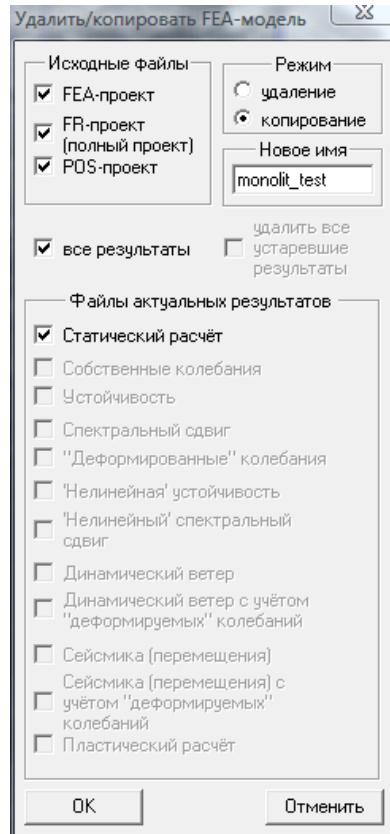 Удалить/копировать FEA-модель
Исходные файлы
FEA-проект
FR-проект
(полный проект)
POS-проект
Режим
удаление
копирование
Новое имя
monolit_test
все результаты
удалить все
устаревшие
результаты
Файлы актуальных результатов
Статический расчёт
Собственные колебания
Устойчивость
Спектральный сдвиг
"Деформированные" колебания
'Нелинейная' устойчивость
'Нелинейный' спектральный
сдвиг
Динамический ветер
Динамический ветер с учётом
"деформируемых" колебаний
Сейсмика (перемещения)
Сейсмика (перемещения) с
учётом "деформируемых"
колебаний
Пластический расчёт
OK
Отменить